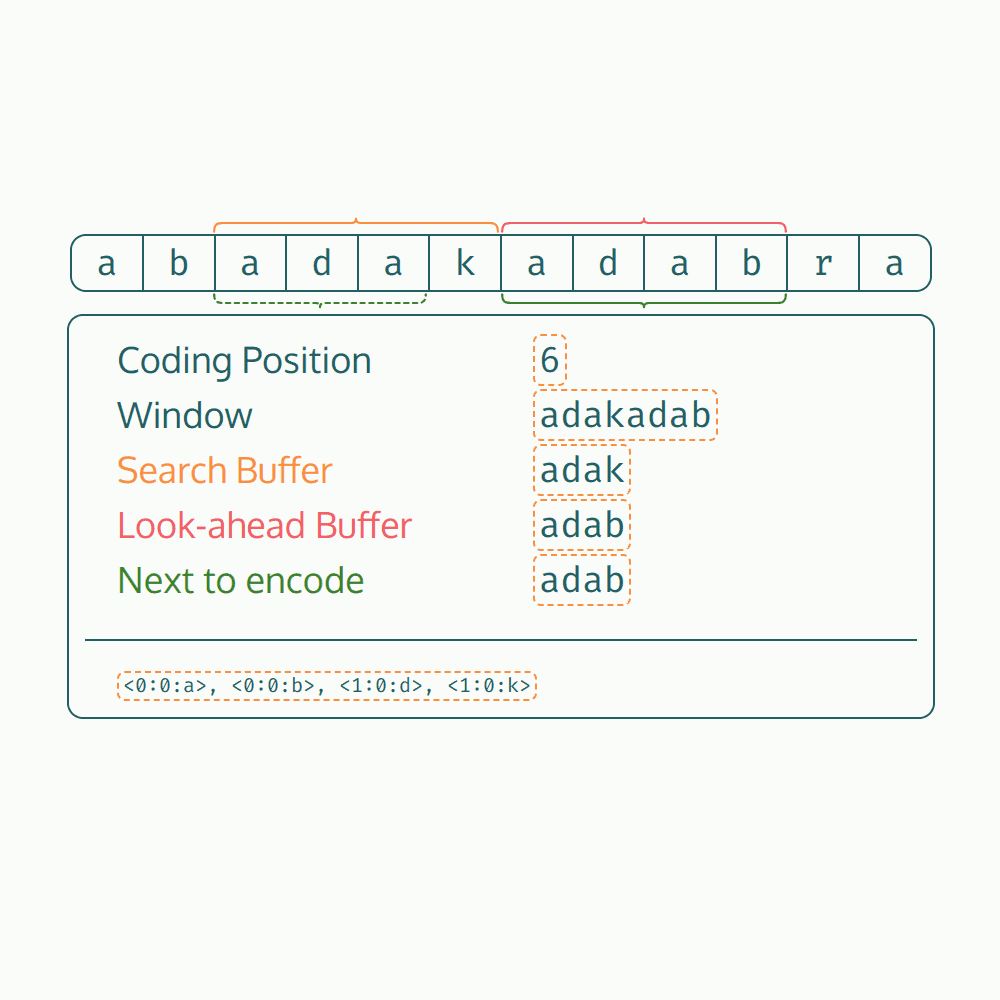 a b a d a k a d a b r a
Coding Position 6
Window adakadab
Search Buffer adak
Look-ahead Buffer adab
Next to encode adab
<0:0:a>, <0:0:b>, <1:0:d>, <1:0:k>